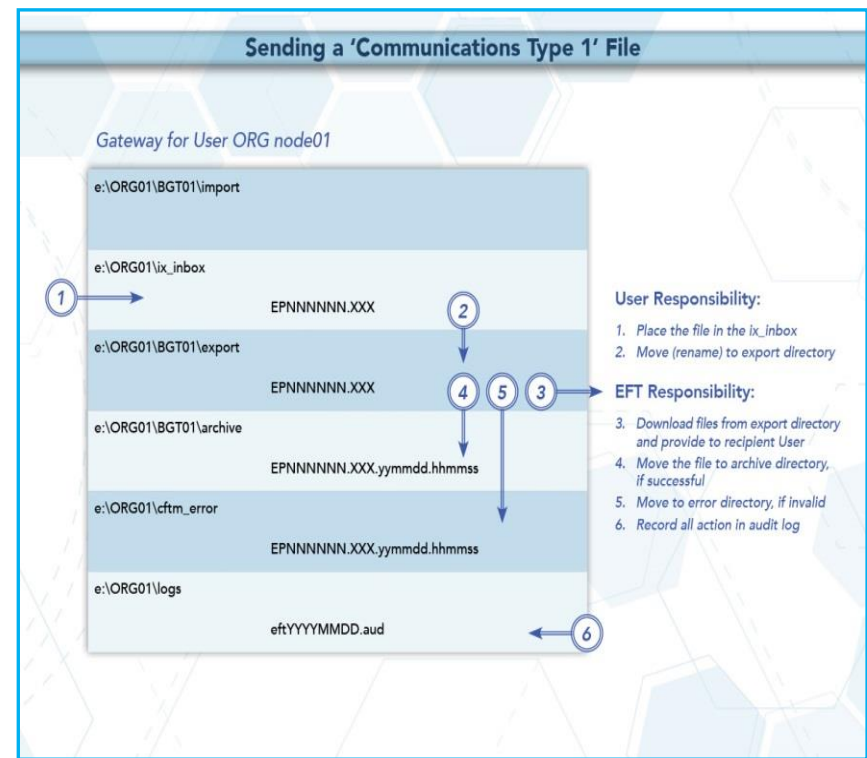 Sending a 'Communications Type 1' File
Gateway for User ORG node01
e:\ORG01\BGT01\import
e:\ORG01\ix_inbox
1
EPNNNNNN.XXX
2
e:\ORG01\BGT01\export
EPNNNNNN.XXX
4
5
3
e:\ORG01\BGT01\archive
EPNNNNNN.XXX.yymmdd.hhmmss
e:\ORG01\cftm_error
EPNNNNNN.XXX.yymmdd.hhmmss
e:\ORG01\logs
eftYYYYMMDD.aud
6
User Responsibility:
1. Place the file in the ix_inbox
2. Move (rename) to export directory
EFT Responsibility:
3. Download files from export directory
and provide to recipient User
4. Move the file to archive directory,
if successful
5. Move to error directory, if invalid
6. Record all action in audit log